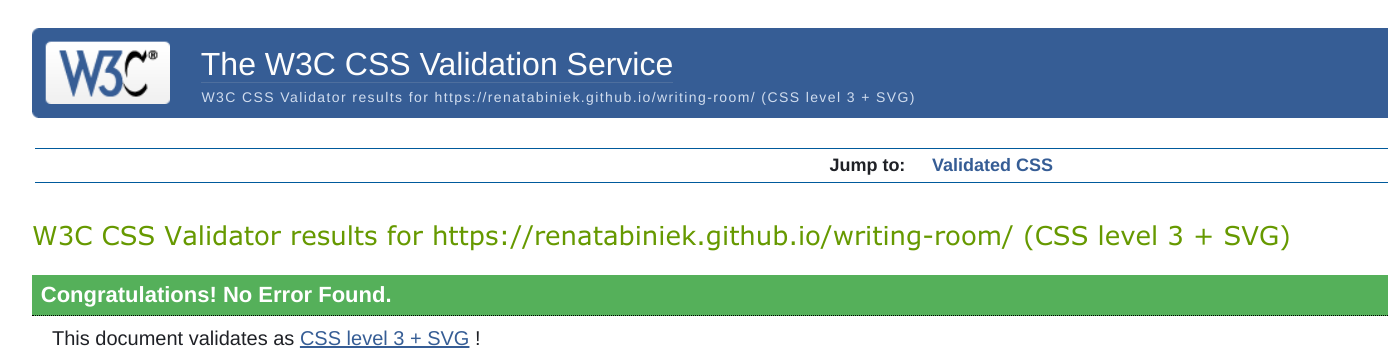 W3C®
The W3C CSS Validation Service
W3C CSS Validator results for https://renatabiniek.github.io/writing-room/ (CSS level 3 + SVG)
Jump to: Validated CSS
W3C CSS Validator results for https://renatabiniek.github.io/writing-room/ (CSS level 3 + SVG)
Congratulations! No Error Found.
This document validates as CSS level 3 + SVG !